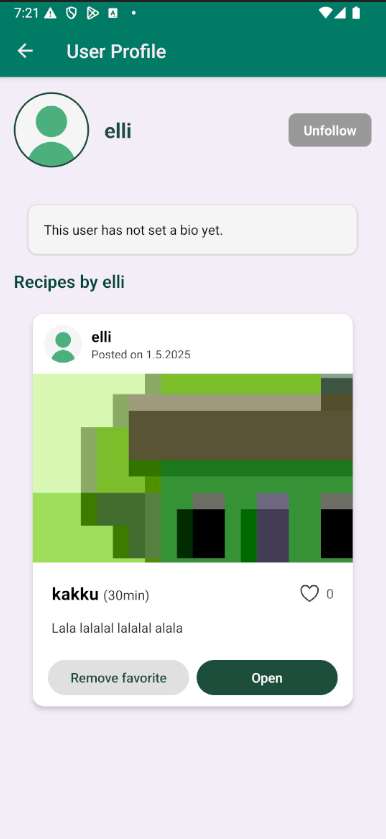 7:21
User Profile
elli
Unfollow
This user has not set a bio yet.
Recipes by elli
elli
Posted on 1.5.2025
kakku (30min)
0
Lala lalalal lalalal alala
Remove favorite
Open